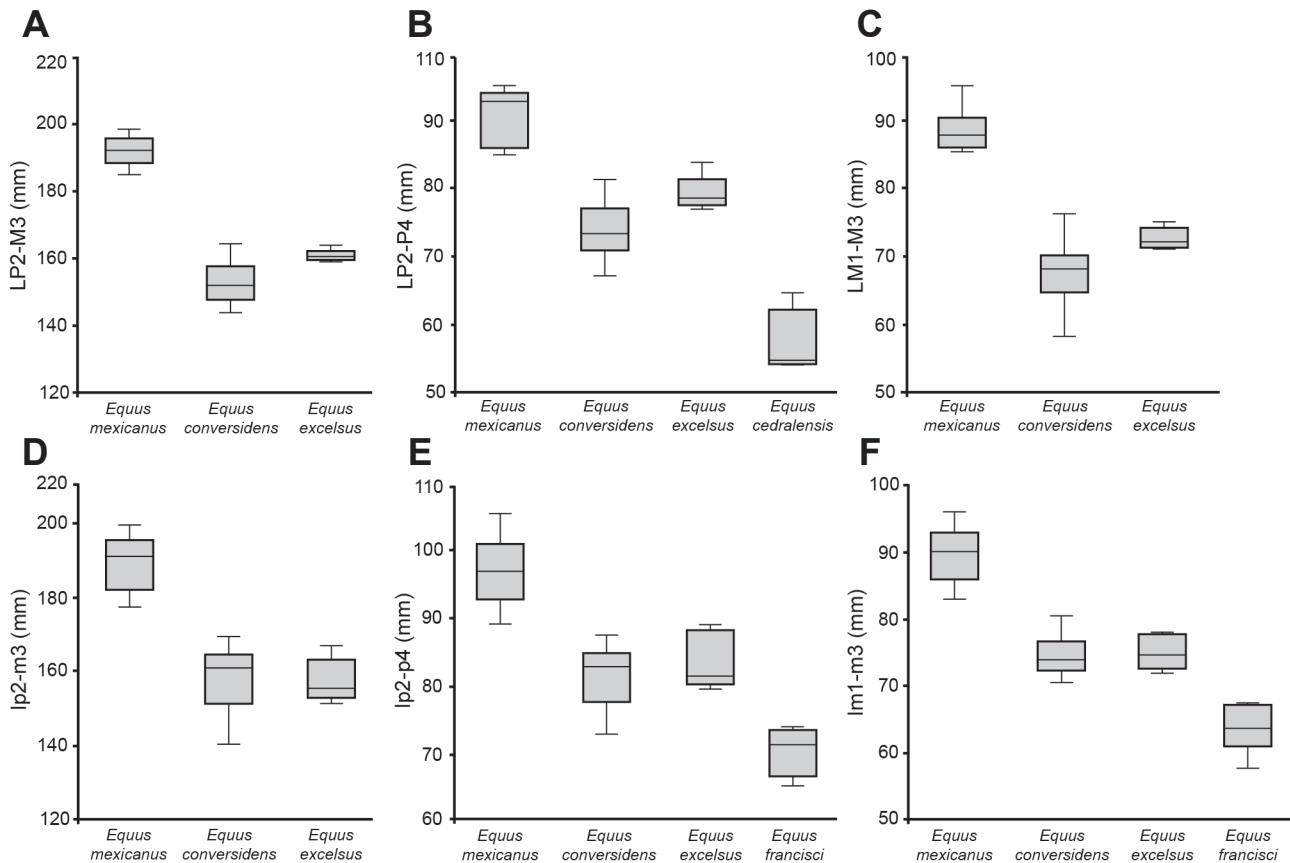 A
LP2-M3 (mm)
220
200
180
160
140
120
Equus
mexicanus
Equus
conversidens
Equus
excelsus
B
LP2-P4 (mm)
110
90
80
70
60
50
Equus
mexicanus
Equus
conversidens
Equus
excelsus
Equus
cedralensis
C
LM1-M3 (mm)
100
90
80
70
60
50
Equus
mexicanus
Equus
conversidens
Equus
excelsus
D
lp2-m3 (mm)
220
200
180
160
140
120
Equus
mexicanus
Equus
conversidens
Equus
excelsus
E
lp2-p4 (mm)
110
100
90
80
70
60
Equus
mexicanus
Equus
conversidens
Equus
excelsus
Equus
francisci
F
lm1-m3 (mm)
100
90
80
70
60
50
Equus
mexicanus
Equus
conversidens
Equus
excelsus
Equus
francisci